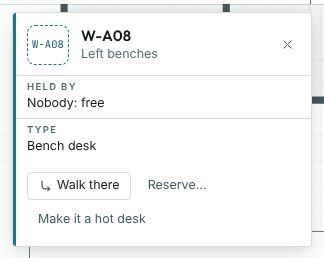 W-A08
W-A08
Left benches
HELD BY
Nobody: free
TYPE
Bench desk
Walk there
Reserve...
Make it a hot desk